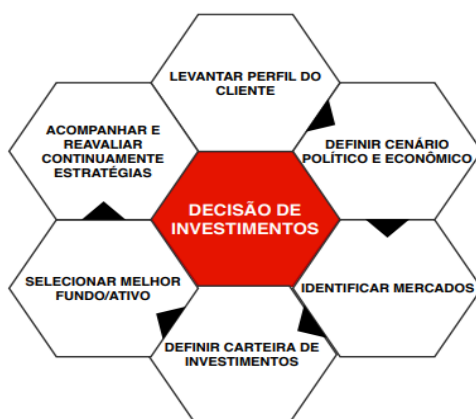 LEVANTAR PERFIL DO
CLIENTE
DEFINIR CENÁRIO
POLÍTICO E ECONÔMICO
IDENTIFICAR MERCADOS
DEFINIR CARTEIRA DE
INVESTIMENTOS
SELECIONAR MELHOR
FUNDO/ATIVO
ACOMPANHAR E
REAVALIAR
CONTINUAMENTE
ESTRATÉGIAS
DECISÃO DE
INVESTIMENTOS